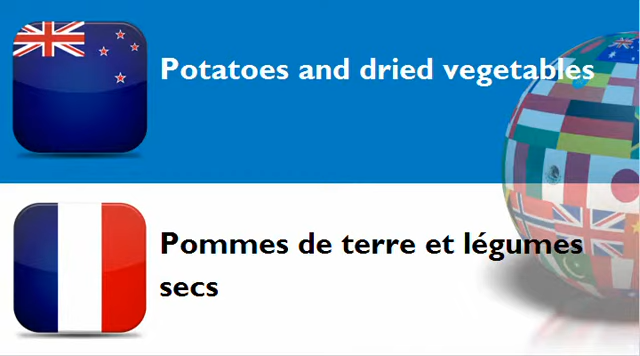 Potatoes and dried vegetables
Pommes de terre et légumes
secs